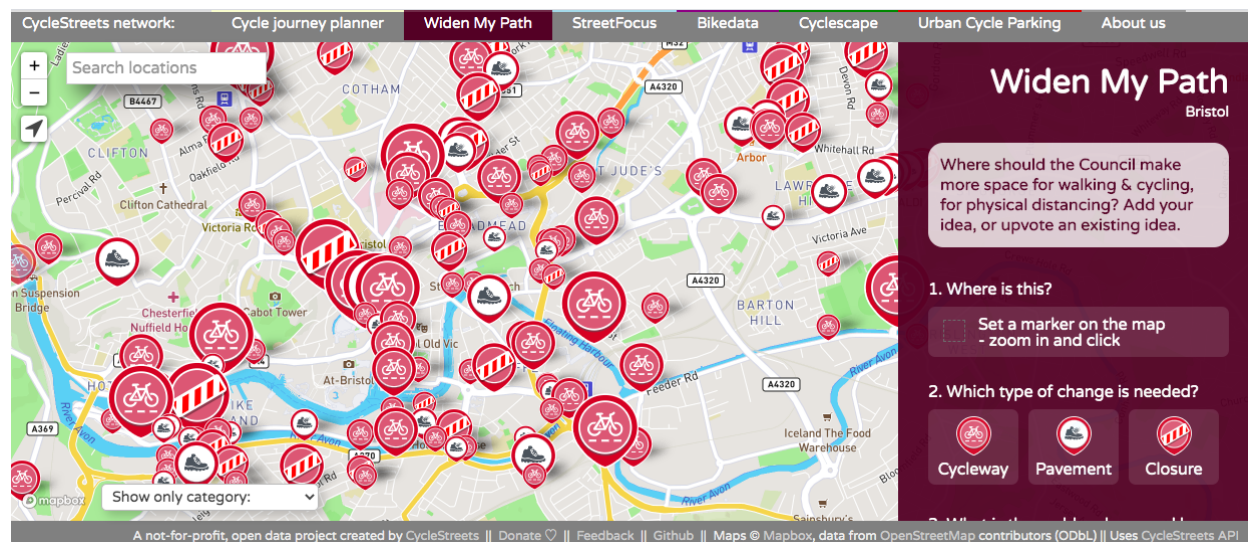 CycleStreets network:
Cycle journey planner
Widen My Path
StreetFocus
Bikedata
Cyclescape
Urban Cycle Parking
About us
+
−
Search locations
B4467
COTHAM
M32
A4320
Devon Rd
CLIFTON
Alma
Oakfield
Percival Rd
Clifton Cathedral
Victoria
Whitehall Rd
Arbor
Victoria Ave
A4320
BARTON
HILL
Suspension
Bridge
Chesterfie
Nuffield Ho
Cabot Tower
Old Vic
At-Bristol
Floating Harbour
Feeder Rd
A4320
River Avon
River Avon
River Avon
River Avon
A369
Iceland The Food
Warehouse
Sainsbury's
mapbox
Show only category:
Widen My Path
Bristol
Where should the Council make
more space for walking & cycling,
for physical distancing? Add your
idea, or upvote an existing idea.
1. Where is this?
Set a marker on the map
- zoom in and click
2. Which type of change is needed?
Cycleway
Pavement
Closure
A not-for-profit, open data project created by CycleStreets || Donate ♡ || Feedback || Github || Maps © Mapbox, data from OpenStreetMap contributors (ODbL) || Uses CycleStreets API